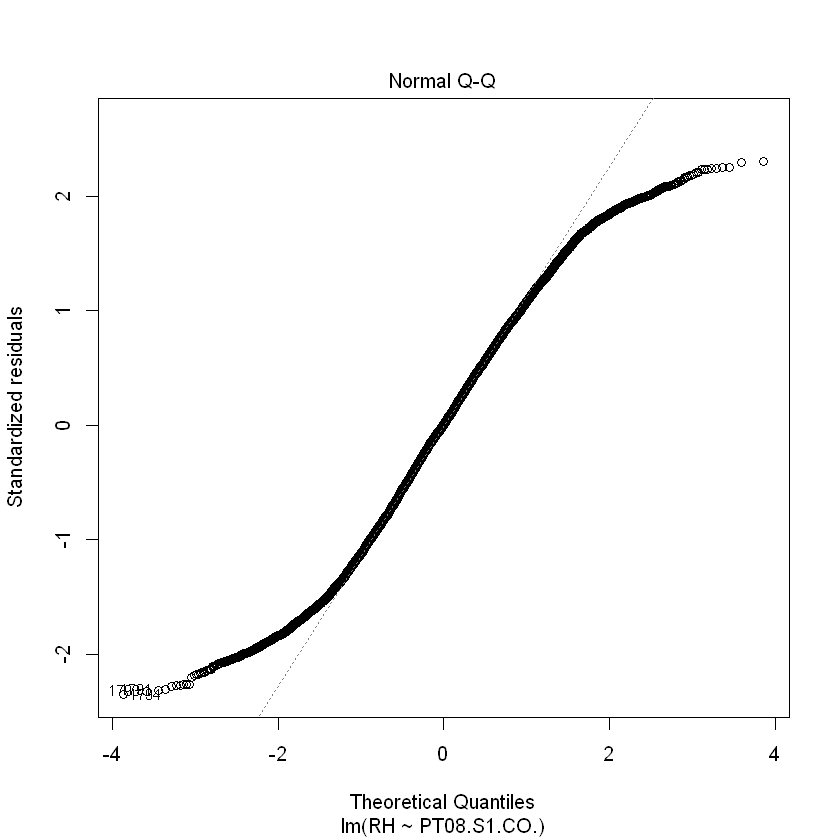 Normal Q-Q
Standardized residuals
2
1
0
-1
-2
-4
-2
0
2
4
Theoretical Quantiles
lm(RH ~ PT08.S1.CO.)